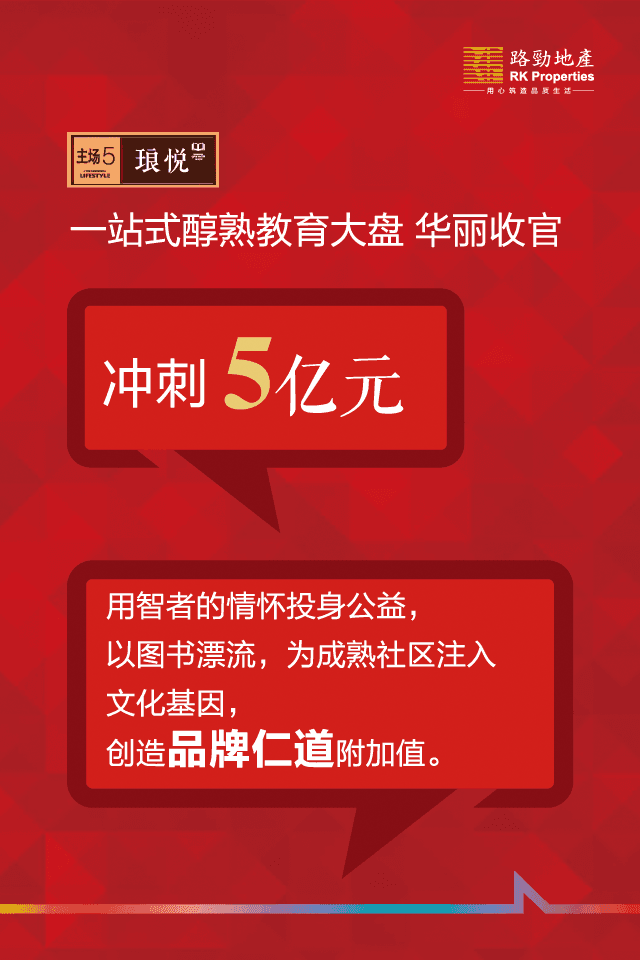 路勁地產
RK Properties
用心筑造品质生活
主场5
LIFESTYLE
琅悦
一站式醇熟教育大盘 华丽收官
冲刺5亿元
用智者的情怀投身公益，
以图书漂流，为成熟社区注入
文化基因，
创造品牌仁道附加值。